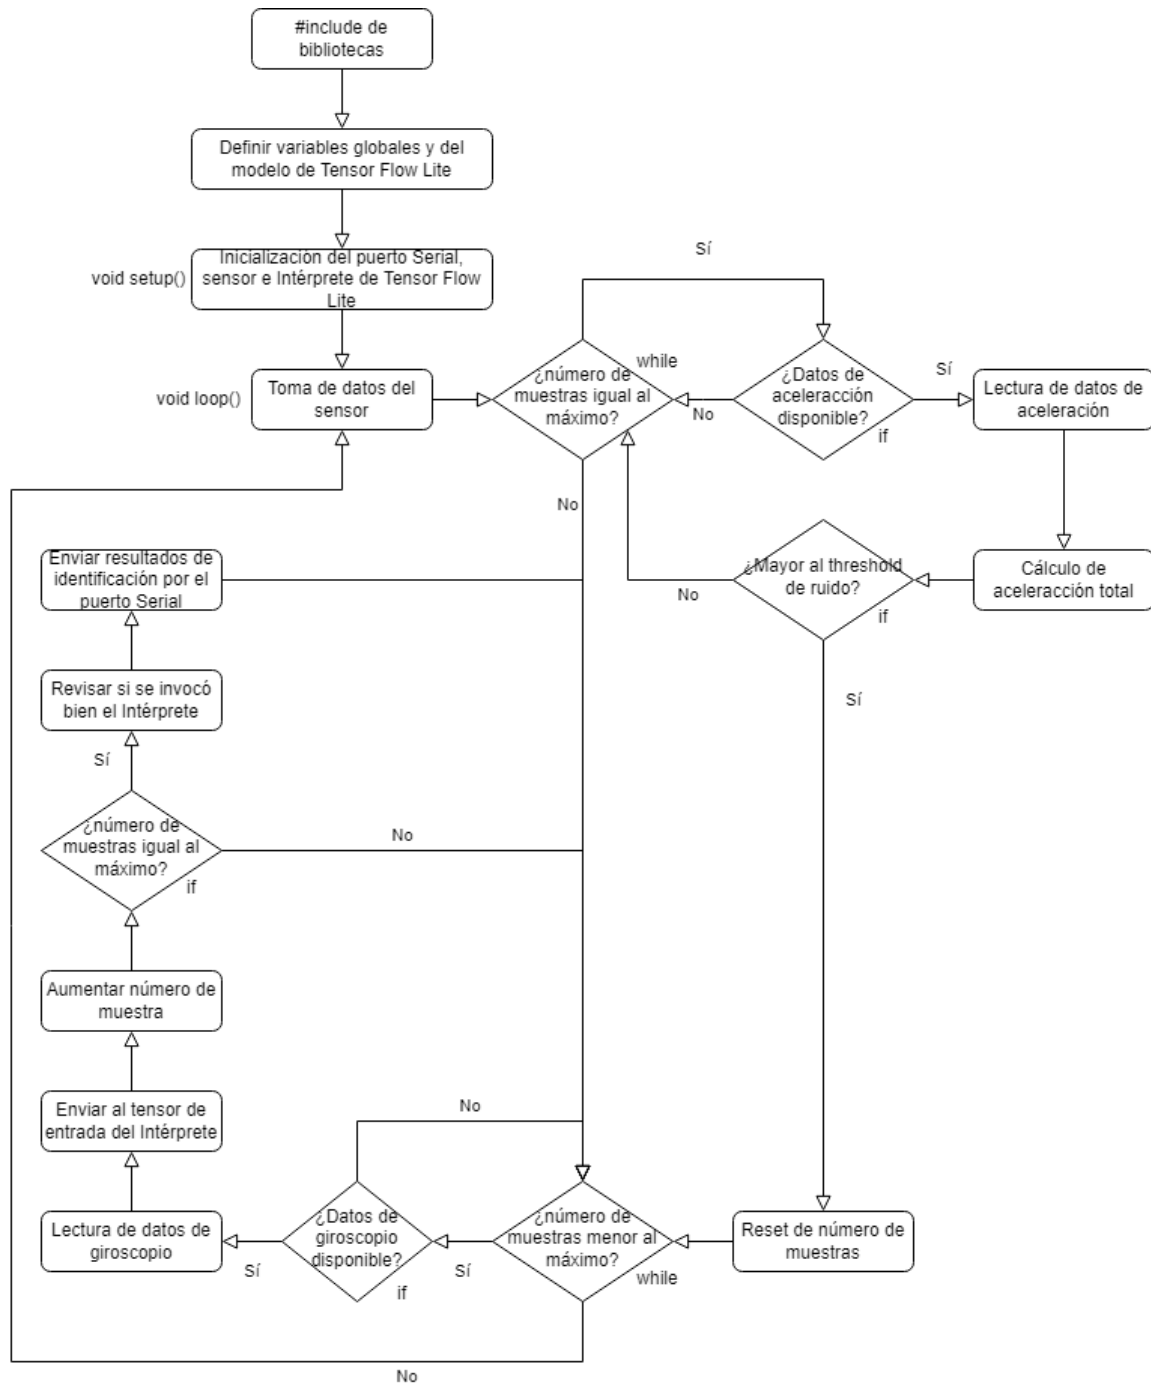 #include de
bibliotecas
Definir variables globales y del
modelo de Tensor Flow Lite
void setup()
Inicialización del puerto Serial,
sensor e Intérprete de Tensor Flow
Lite
void loop()
Toma de datos del
sensor
¿número de
muestras igual al
máximo?
while
Sí
No
¿Datos de
aceleracción
disponible?
if
No
Sí
Lectura de datos de
aceleración
Cálculo de
aceleracción total
¿Mayor al threshold
de ruido?
if
No
Sí
Reset de número de
muestras
¿número de
muestras menor al
máximo?
while
Sí
No
¿Datos de
giroscopio
disponible?
if
No
Sí
Lectura de datos de
giroscopio
Enviar al tensor de
entrada del Intérprete
Aumentar número de
muestra
¿número de
muestras igual al
máximo?
if
No
Sí
Revisar si se invocó
bien el Intérprete
Enviar resultados de
identificación por el
puerto Serial